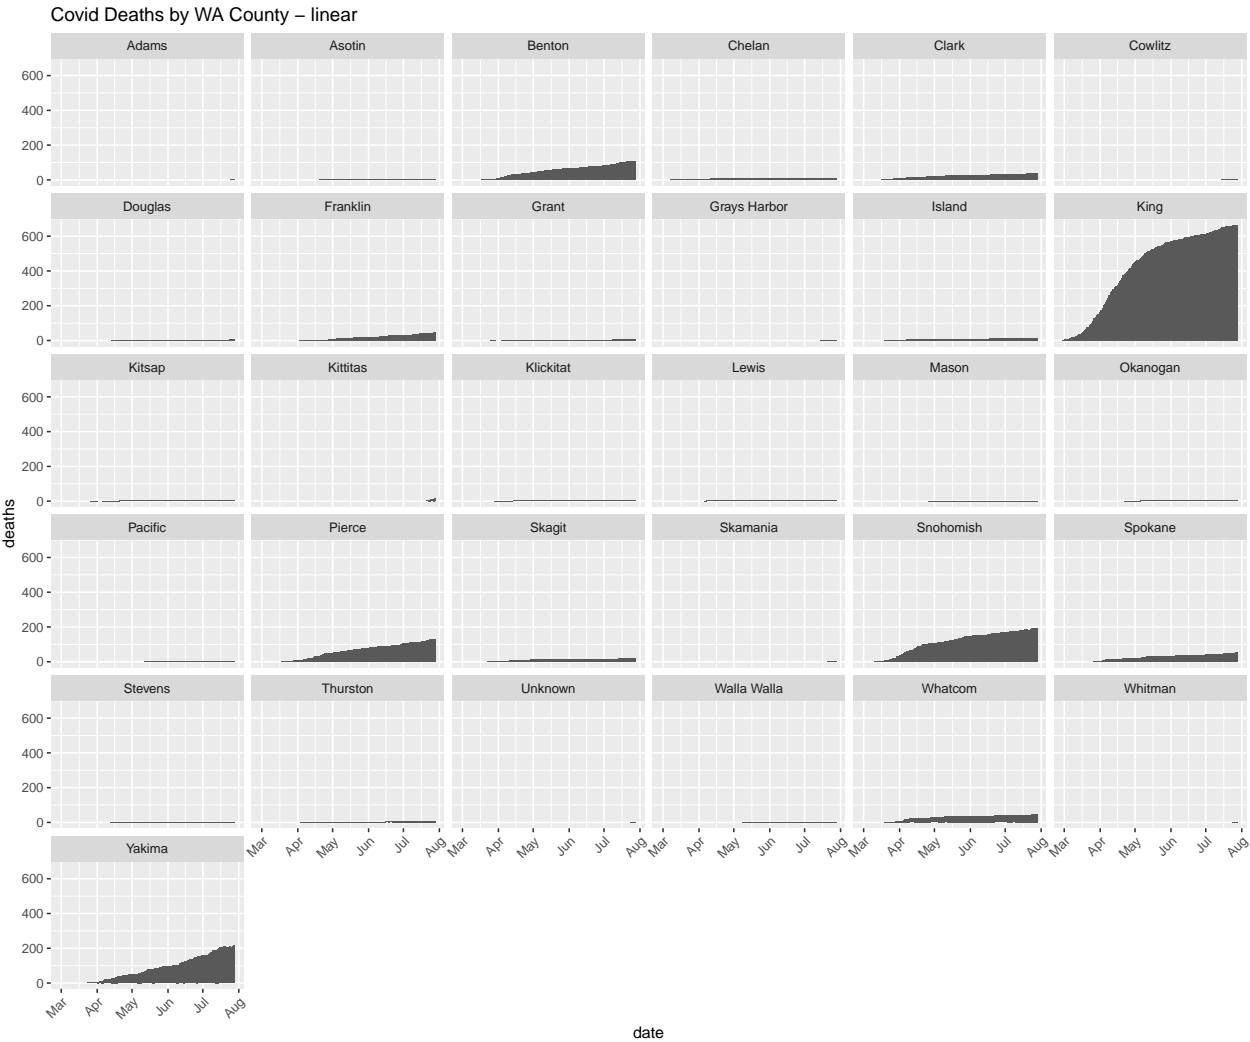 Covid Deaths by WA County – linear
Adams Asotin Benton Chelan Clark Cowlitz
600
400
200
0
Douglas Franklin Grant Grays Harbor Island King
600
400
200
0
Kitsap Kittitas Klickitat Lewis Mason Okanogan
600
400
200
0
deaths
Pacific Pierce Skagit Skamania Snohomish Spokane
600
400
200
0
Stevens Thurston Unknown Walla Walla Whatcom Whitman
600
400
200
0
Mar Apr May Jun Jul Aug Mar Apr May Jun Jul Aug Mar Apr May Jun Jul Aug Mar Apr May Jun Jul Aug Mar Apr May Jun Jul Aug
Yakima
600
400
200
0
Mar Apr May Jun Jul Aug
date